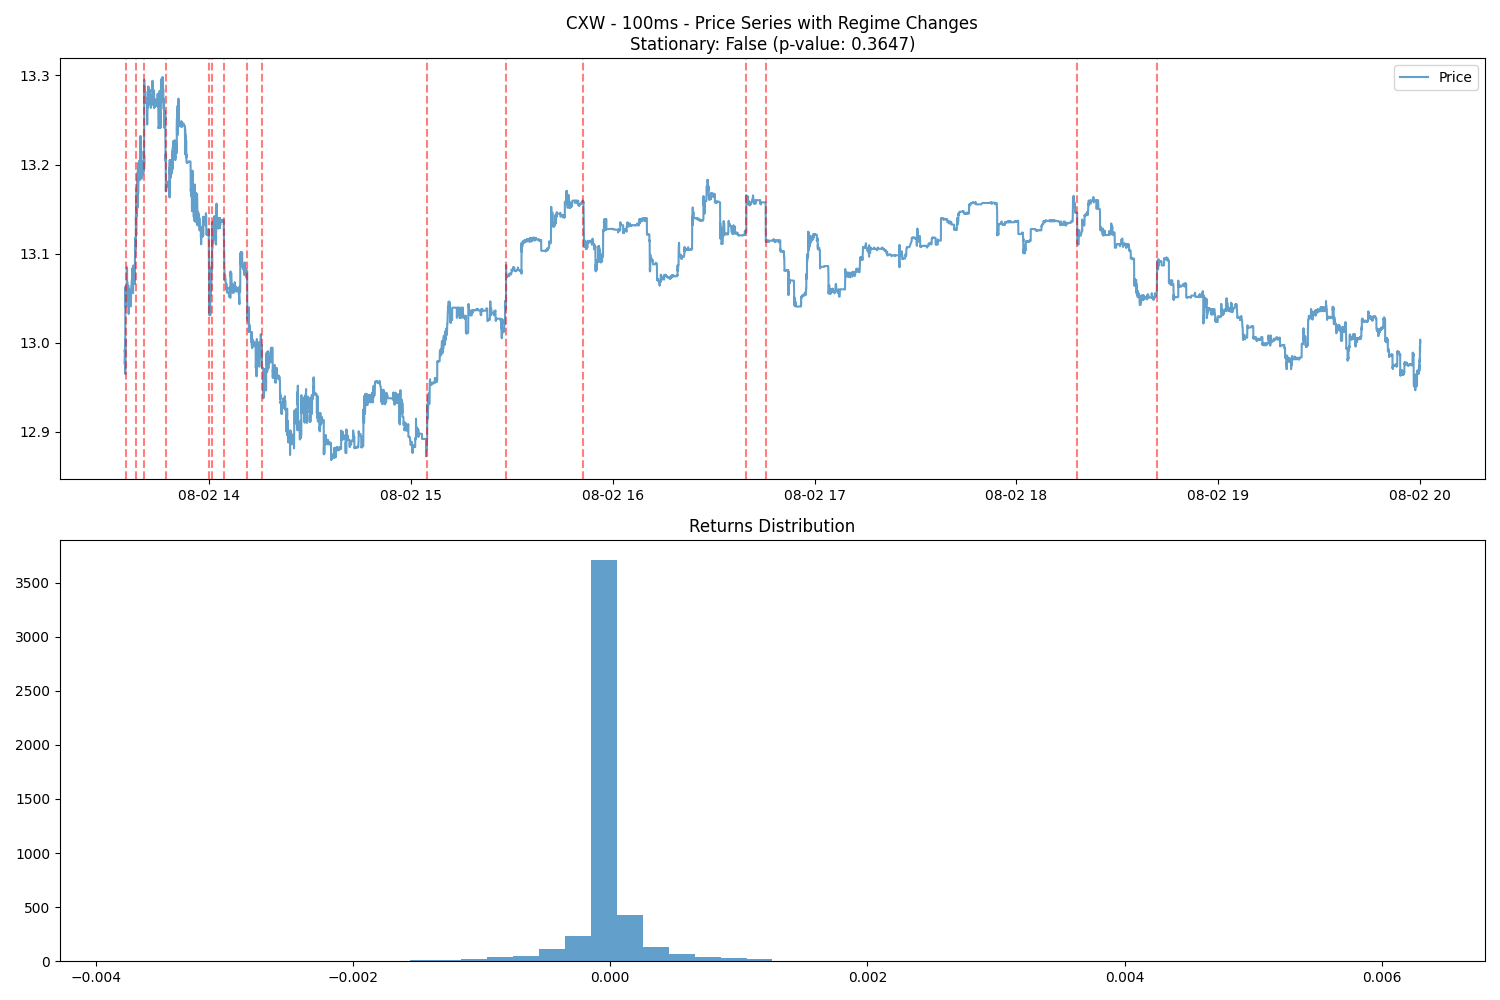 CXW - 100ms - Price Series with Regime Changes
Stationary: False (p-value: 0.3647)
Price
13.3
13.2
13.1
13.0
12.9
08-02 14 08-02 15 08-02 16 08-02 17 08-02 18 08-02 19 08-02 20
Returns Distribution
3500
3000
2500
2000
1500
1000
500
0
−0.004 −0.002 0.000 0.002 0.004 0.006